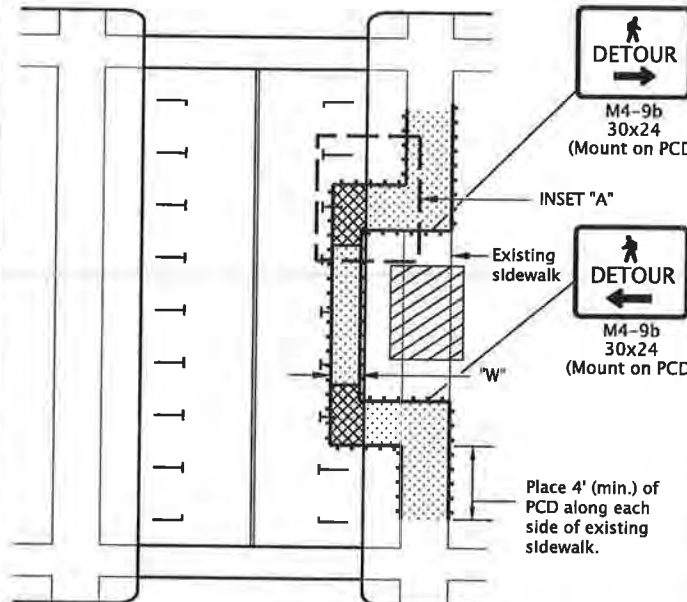 DETOUR
M4-9b
30x24
(Mount on PCD
INSET "A"
Existing
sidewalk
DETOUR
M4-9b
30x24
(Mount on PCD
"W"
Place 4' (min.) of
PCD along each
side of existing
sidewalk.